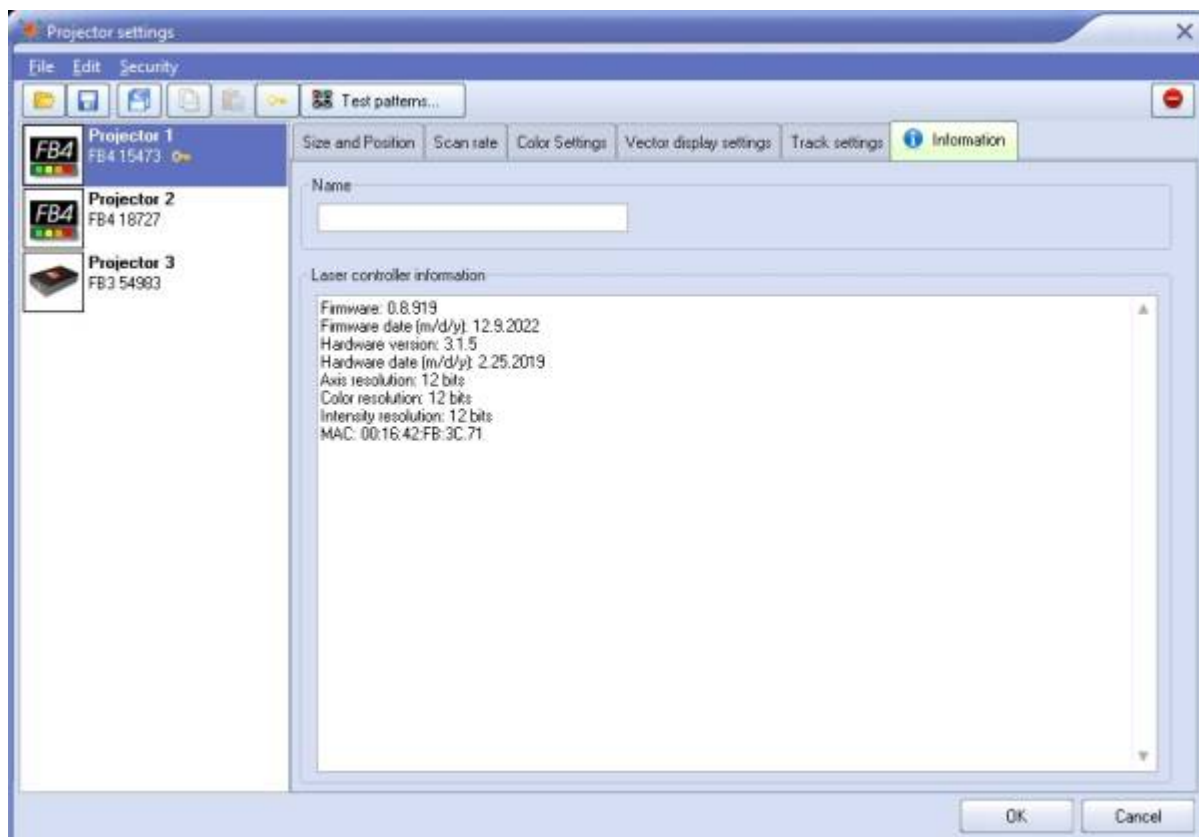 Projector settings
File Edit Security
Test patterns...
FB4
Projector 1
FB4 15473
FB4
Projector 2
FB4 18727
Projector 3
FB3 54983
Size and Position
Scan rate
Color Settings
Vector display settings
Track settings
Information
Name
Laser controller information
Firmware: 0.8.919
Firmware date (m/d/y): 12.9.2022
Hardware version: 3.1.5
Hardware date (m/d/y): 2.25.2019
Axis resolution: 12 bits
Color resolution: 12 bits
Intensity resolution: 12 bits
MAC: 00:16:42:FB:3C:71
OK
Cancel